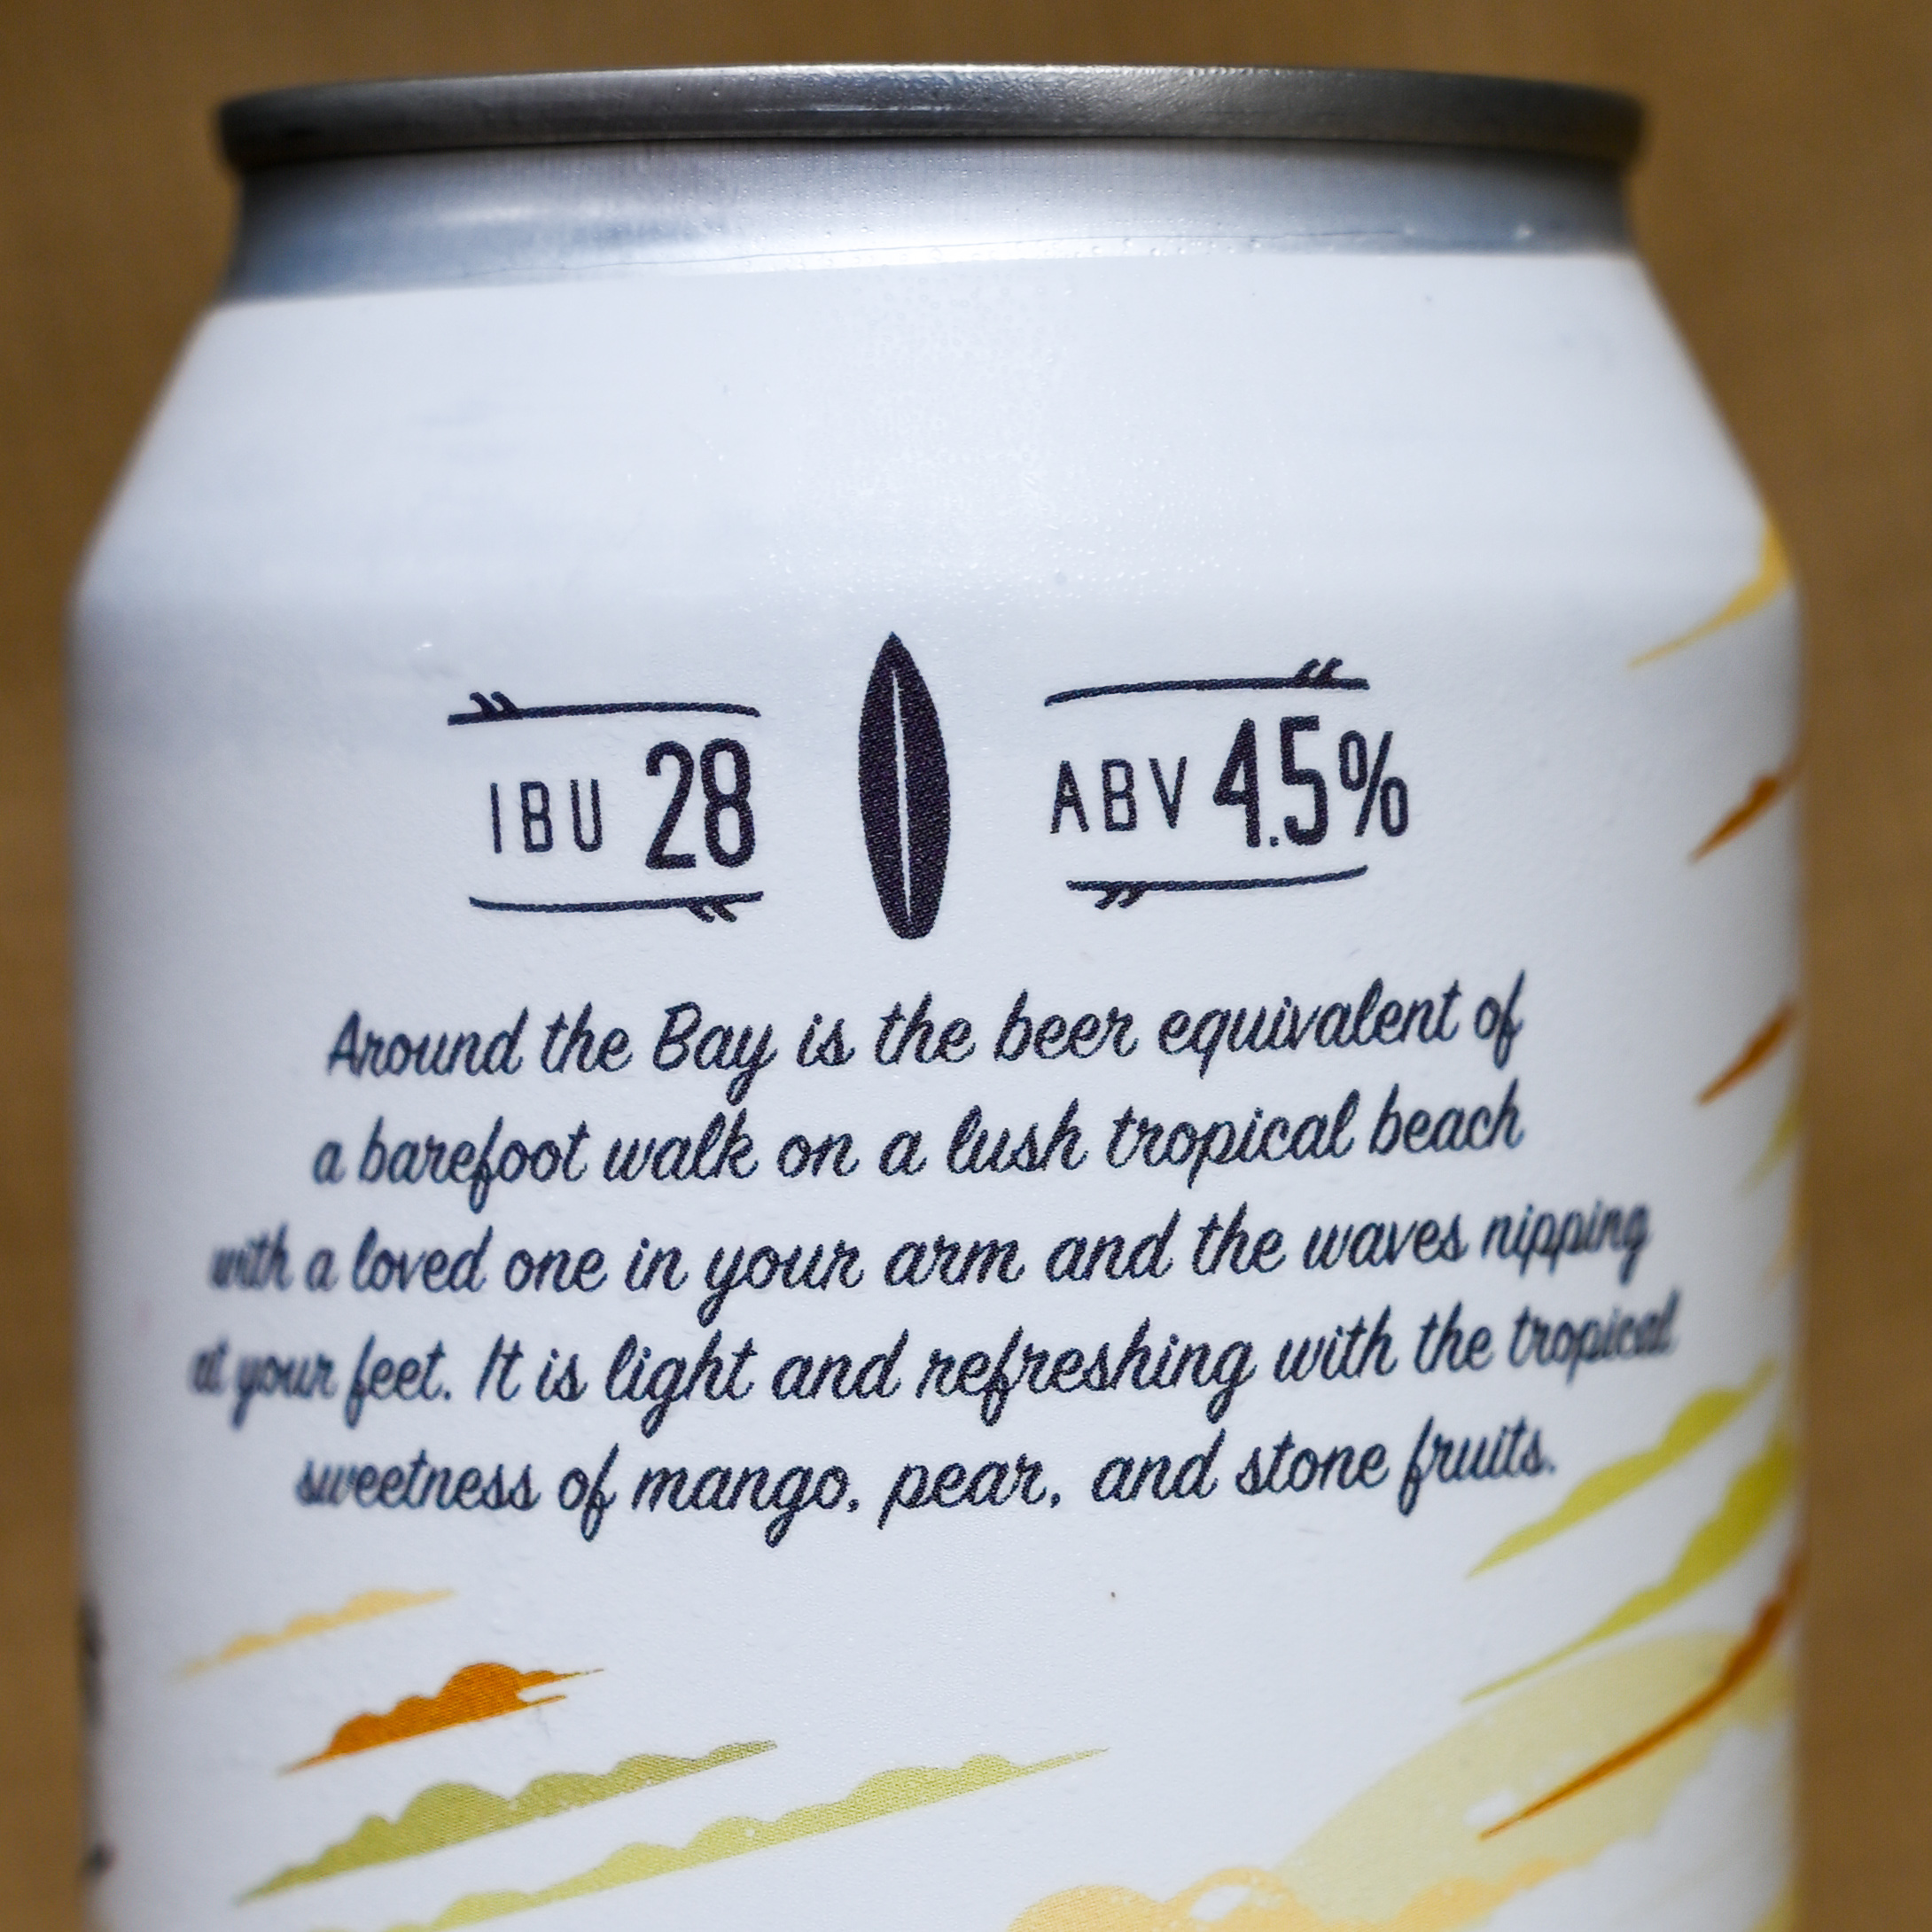 IBU 28 ABV 4.5%
Around the Bay is the beer equivalent of
a barefoot walk on a lush tropical beach
with a loved one in your arm and the waves nipping
at your feet. It is light and refreshing with the tropical
sweetness of mango, pear, and stone fruits.